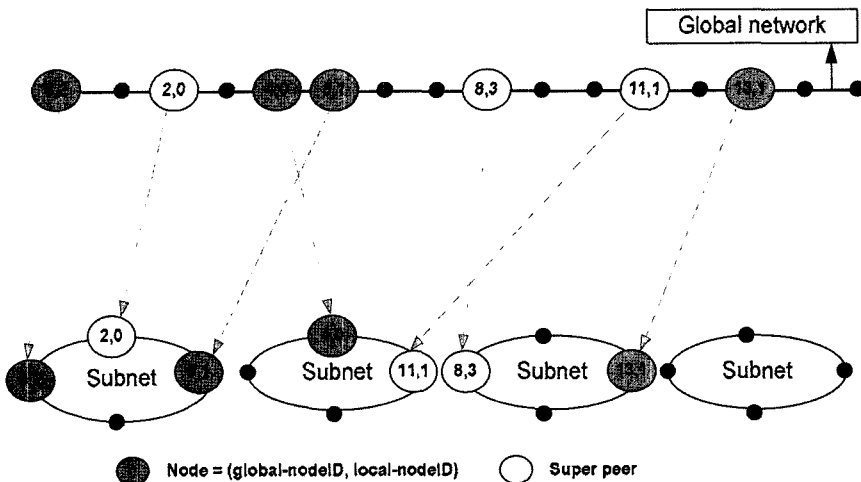 Global network
2,0
8,3
11,1
2,0
Subnet
Subnet
11,1
8,3
Subnet
Subnet
Node = (global-nodeID, local-nodeID)
Super peer